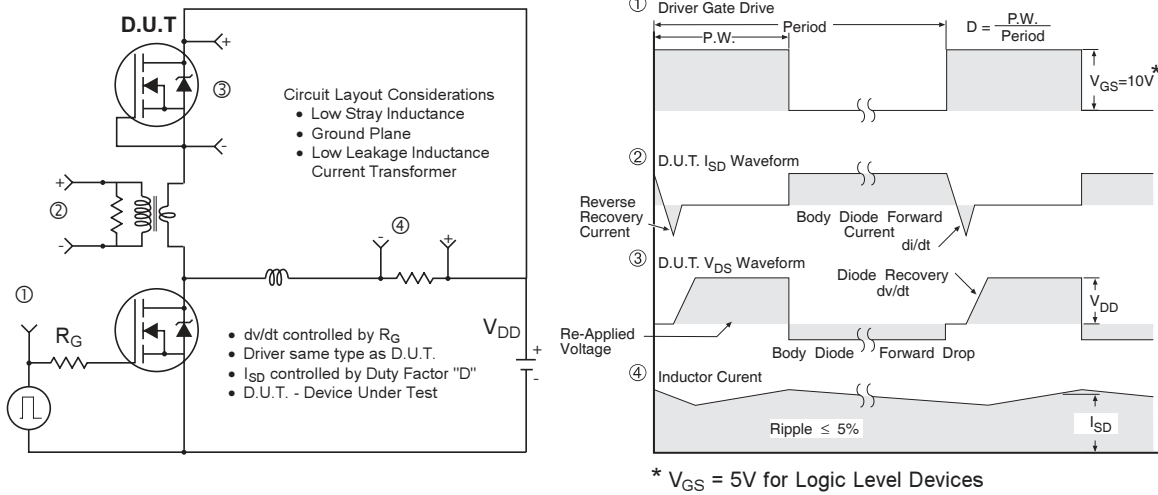 D.U.T
+
③
-
Circuit Layout Considerations
• Low Stray Inductance
• Ground Plane
• Low Leakage Inductance
Current Transformer
+
②
-
④
- +
①
R_G
• dv/dt controlled by R_G
• Driver same type as D.U.T.
• I_SD controlled by Duty Factor "D"
• D.U.T. - Device Under Test
V_DD
+
-
① Driver Gate Drive
P.W.
Period
D = P.W. / Period
V_GS=10V*
② D.U.T. I_SD Waveform
Reverse
Recovery
Current
Body Diode Forward
Current
di/dt
③ D.U.T. V_DS Waveform
Diode Recovery
dv/dt
V_DD
Re-Applied
Voltage
Body Diode Forward Drop
④ Inductor Curent
Ripple ≤ 5%
I_SD
* V_GS = 5V for Logic Level Devices